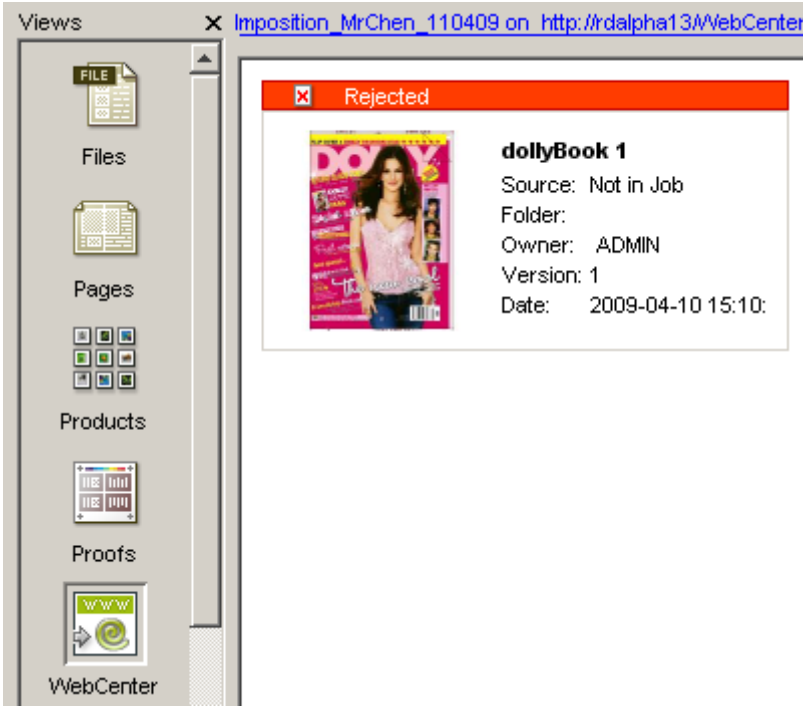 Views
Imposition_MrChen_110409 on http://rdalpha13/WebCenter
FILE
Files
Pages
Products
Proofs
WWW
WebCenter
Rejected
DOLLY
dollyBook 1
Source: Not in Job
Folder:
Owner: ADMIN
Version: 1
Date: 2009-04-10 15:10: